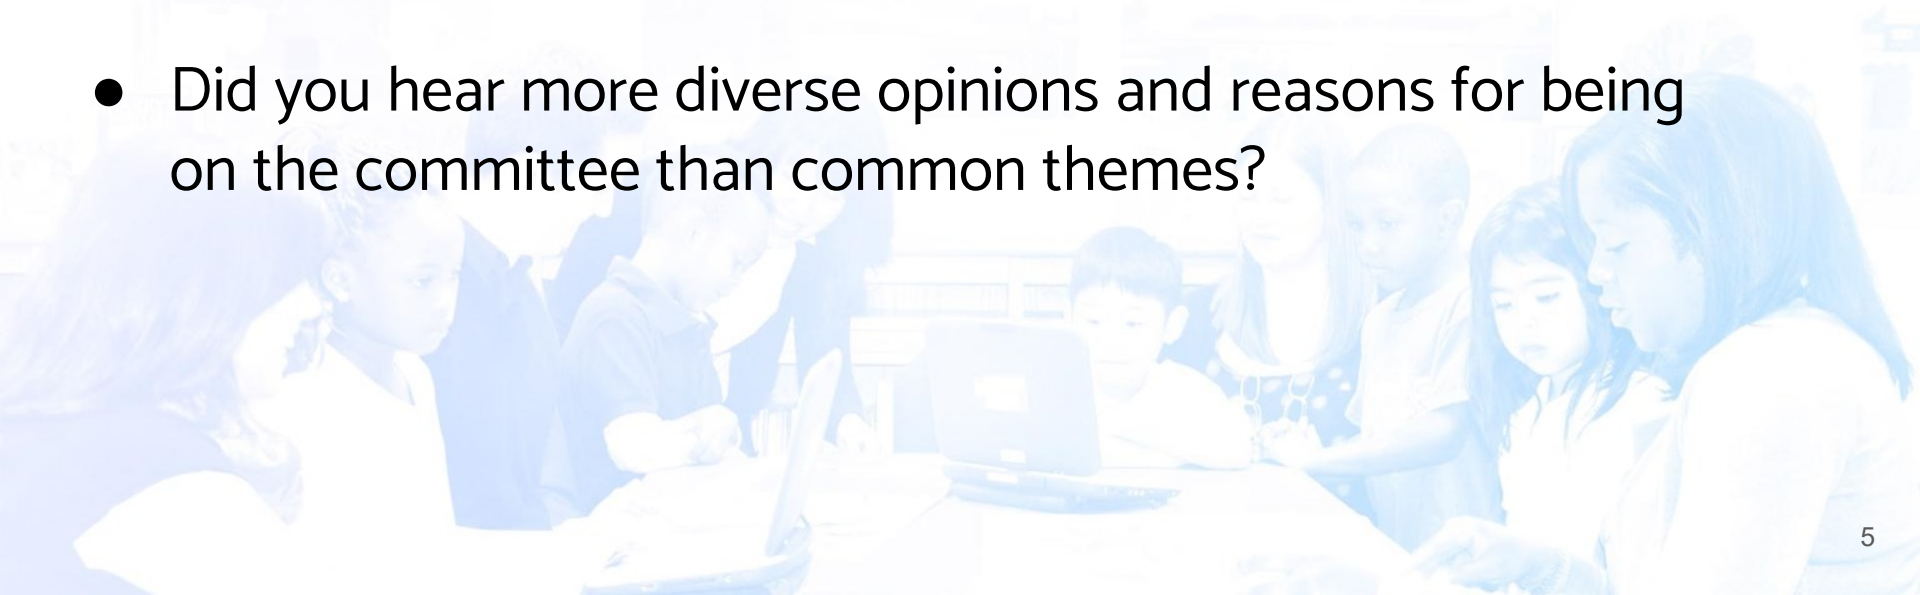 ● Did you hear more diverse opinions and reasons for being
on the committee than common themes?
5